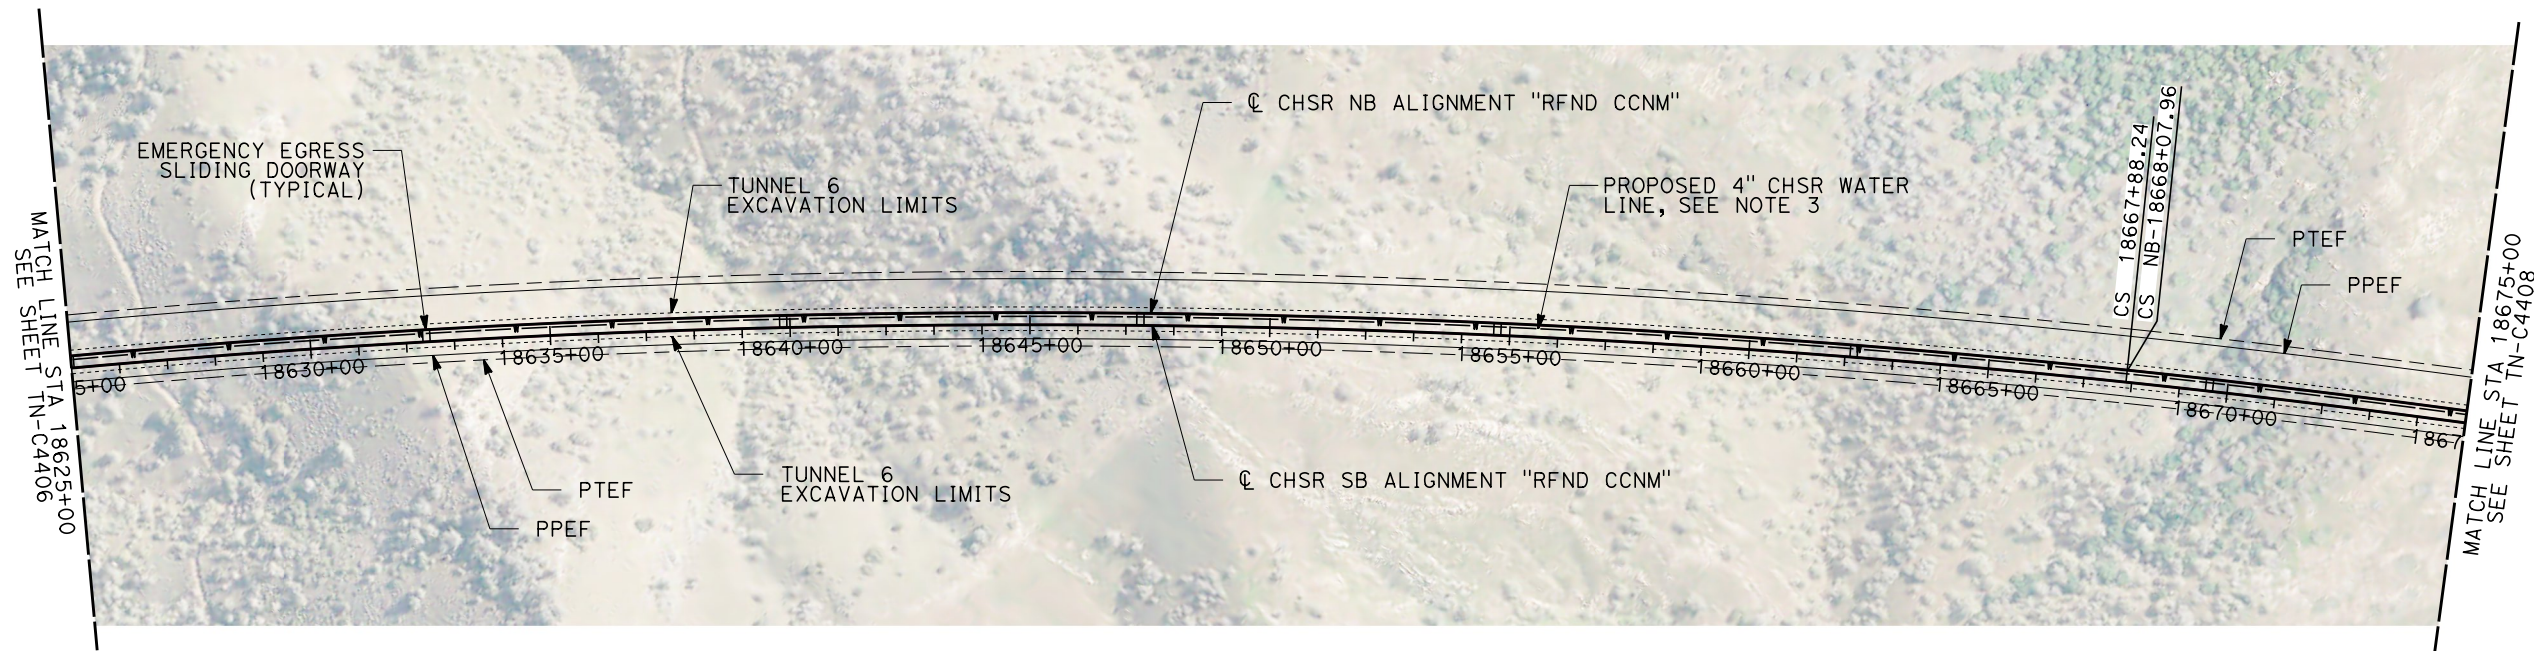 ℄ CHSR NB ALIGNMENT "RFND CCNM"
EMERGENCY EGRESS
SLIDING DOORWAY
(TYPICAL)
TUNNEL 6
EXCAVATION LIMITS
PROPOSED 4" CHSR WATER
LINE, SEE NOTE 3
CS 18667+88.24
CS NB-18668+07.96
PTEF
PPEF
MATCH LINE STA 18625+00
SEE SHEET TN-C4406
5+00
18630+00
18635+00
18640+00
18645+00
18650+00
18655+00
18660+00
18665+00
18670+00
1867
MATCH LINE STA 18675+00
SEE SHEET TN-C4408
TUNNEL 6
EXCAVATION LIMITS
℄ CHSR SB ALIGNMENT "RFND CCNM"
PTEF
PPEF